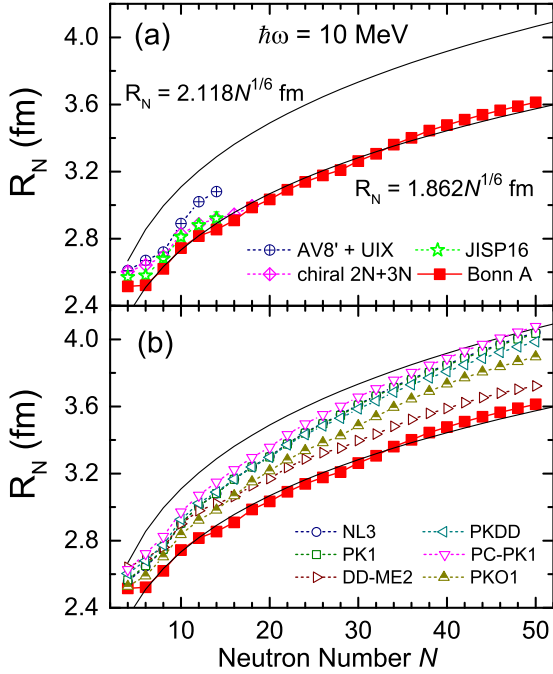 (a)
ħω = 10 MeV
R_N = 2.118N^{1/6} fm
R_N = 1.862N^{1/6} fm
AV8' + UIX
JISP16
chiral 2N+3N
Bonn A
4.0
3.6
3.2
2.8
2.4
R_N (fm)
(b)
NL3
PKDD
PK1
PC-PK1
DD-ME2
PKO1
4.0
3.6
3.2
2.8
2.4
R_N (fm)
10 20 30 40 50
Neutron Number N